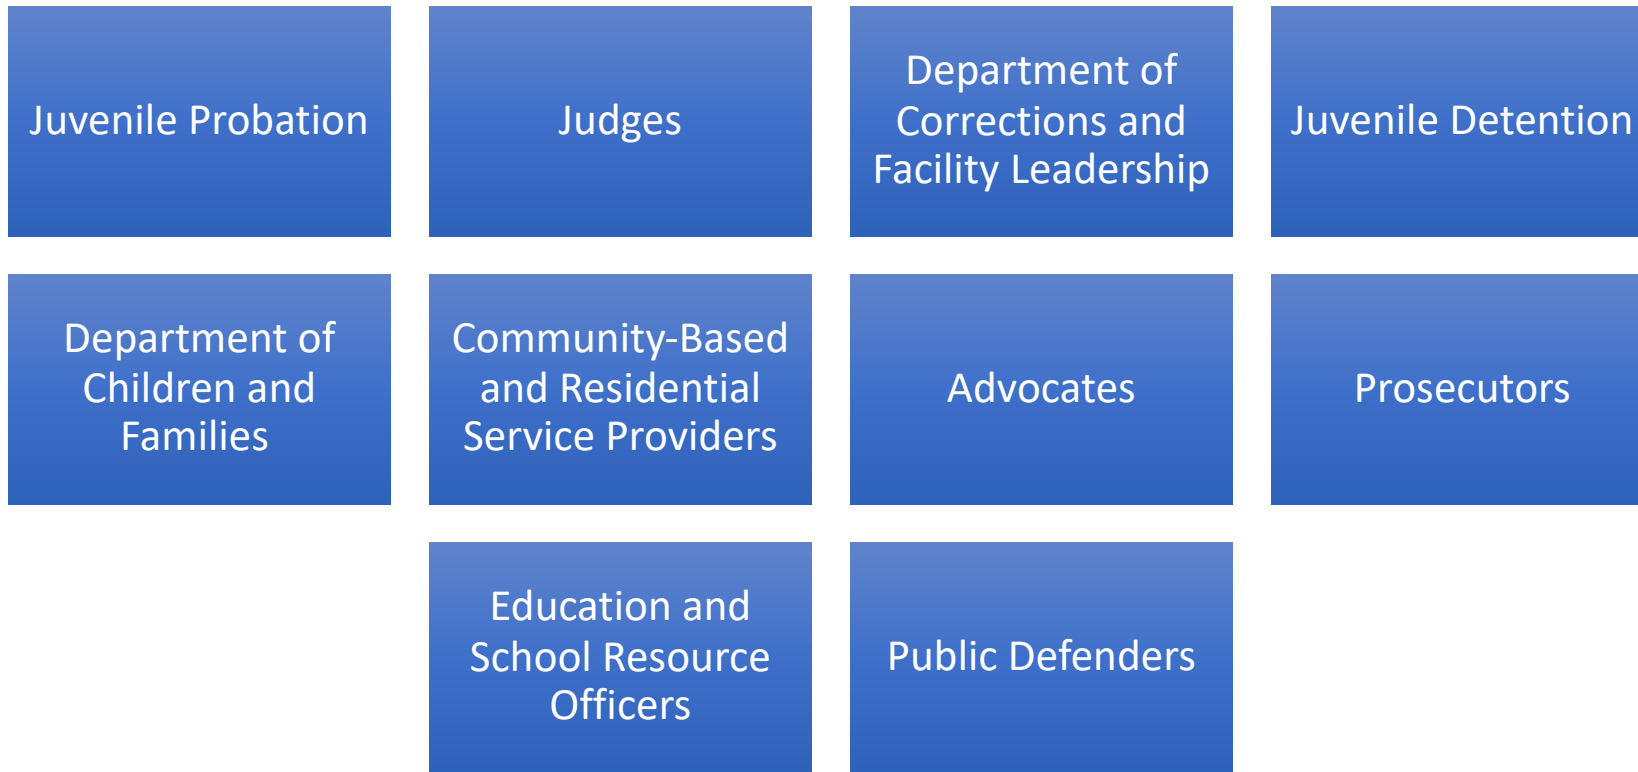 Juvenile Probation
Judges
Department of
Corrections and
Facility Leadership
Juvenile Detention
Department of
Children and
Families
Community-Based
and Residential
Service Providers
Advocates
Prosecutors
Education and
School Resource
Officers
Public Defenders